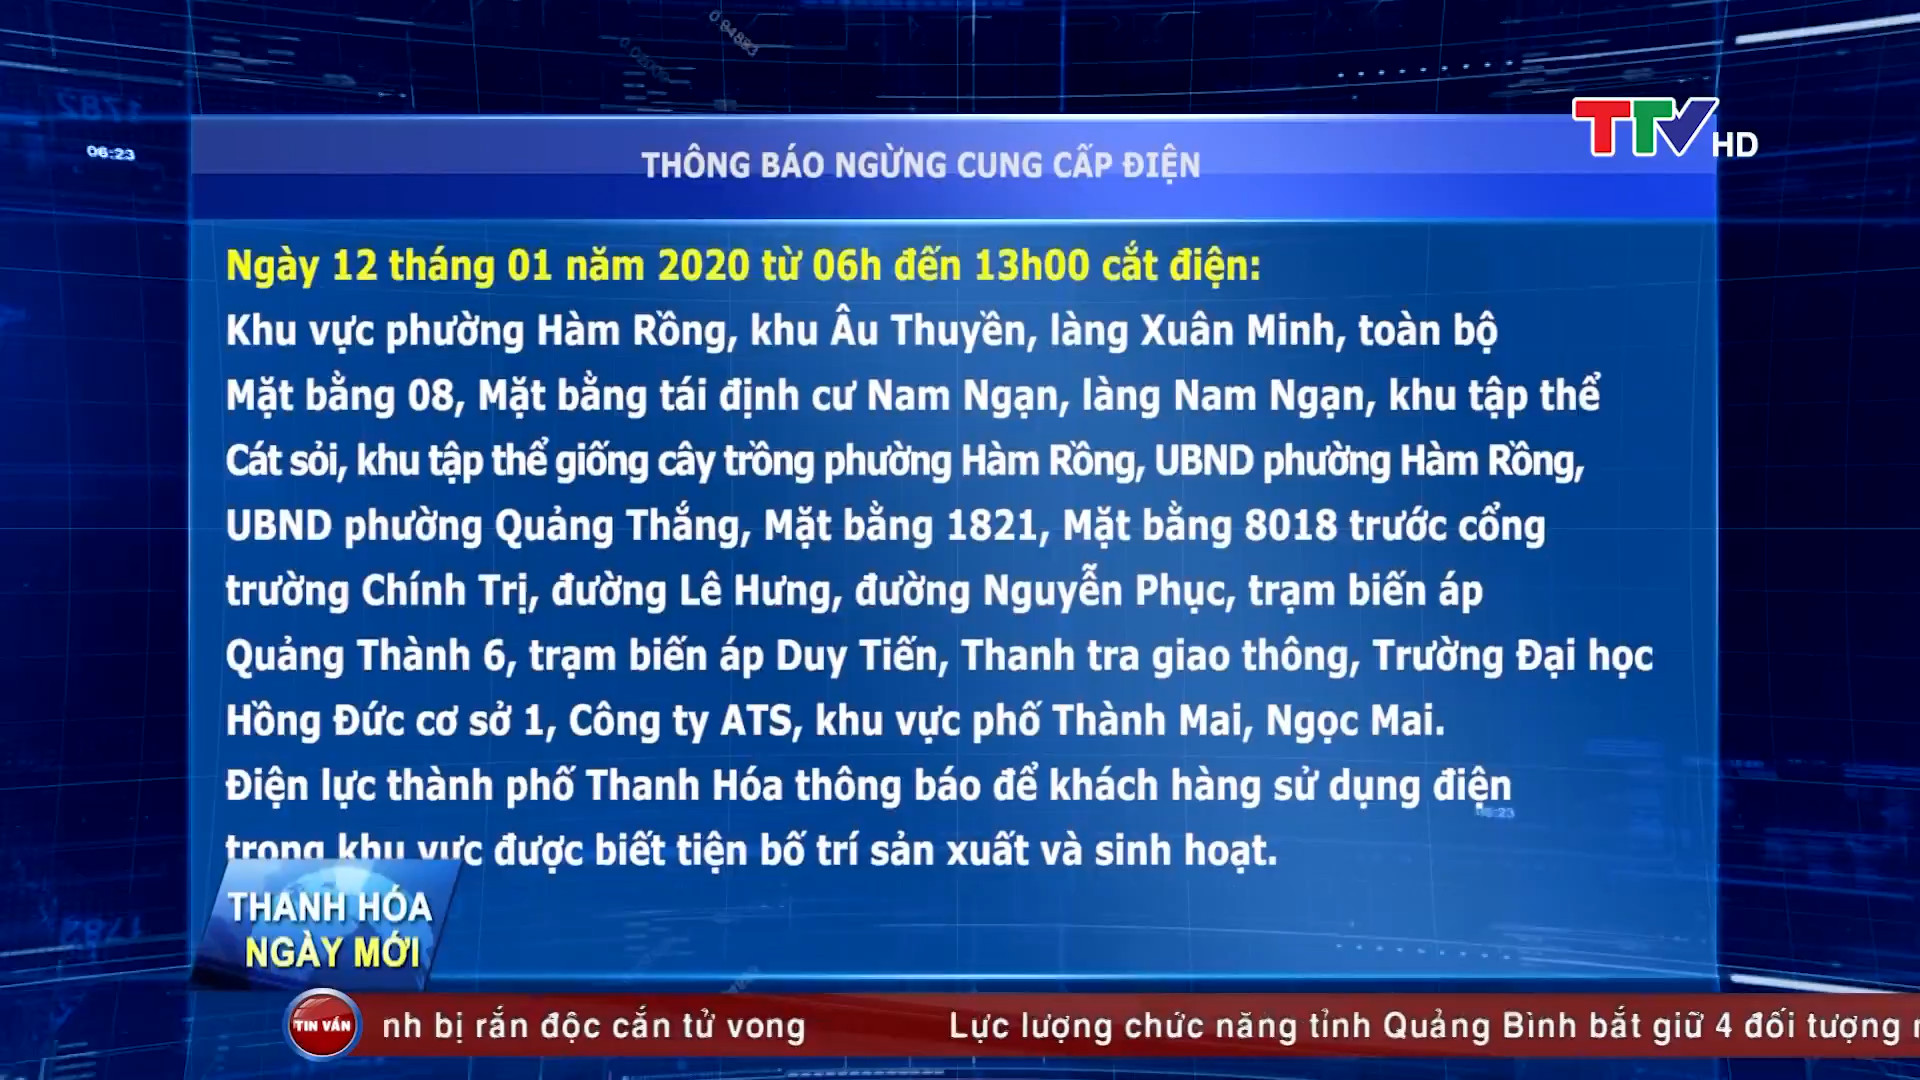 06:23
TTV HD
THÔNG BÁO NGỪNG CUNG CẤP ĐIỆN
Ngày 12 tháng 01 năm 2020 từ 06h đến 13h00 cắt điện:
Khu vực phường Hàm Rồng, khu Âu Thuyền, làng Xuân Minh, toàn bộ
Mặt bằng 08, Mặt bằng tái định cư Nam Ngạn, làng Nam Ngạn, khu tập thể
Cát sỏi, khu tập thể giống cây trồng phường Hàm Rồng, UBND phường Hàm Rồng,
UBND phường Quảng Thắng, Mặt bằng 1821, Mặt bằng 8018 trước cổng
trường Chính Trị, đường Lê Hưng, đường Nguyễn Phục, trạm biến áp
Quảng Thành 6, trạm biến áp Duy Tiến, Thanh tra giao thông, Trường Đại học
Hồng Đức cơ sở 1, Công ty ATS, khu vực phố Thành Mai, Ngọc Mai.
Điện lực thành phố Thanh Hóa thông báo để khách hàng sử dụng điện
trong khu vực được biết tiện bố trí sản xuất và sinh hoạt.
THANH HÓA
NGÀY MỚI
TIN VẮN nh bị rắn độc cắn tử vong Lực lượng chức năng tỉnh Quảng Bình bắt giữ 4 đối tượng